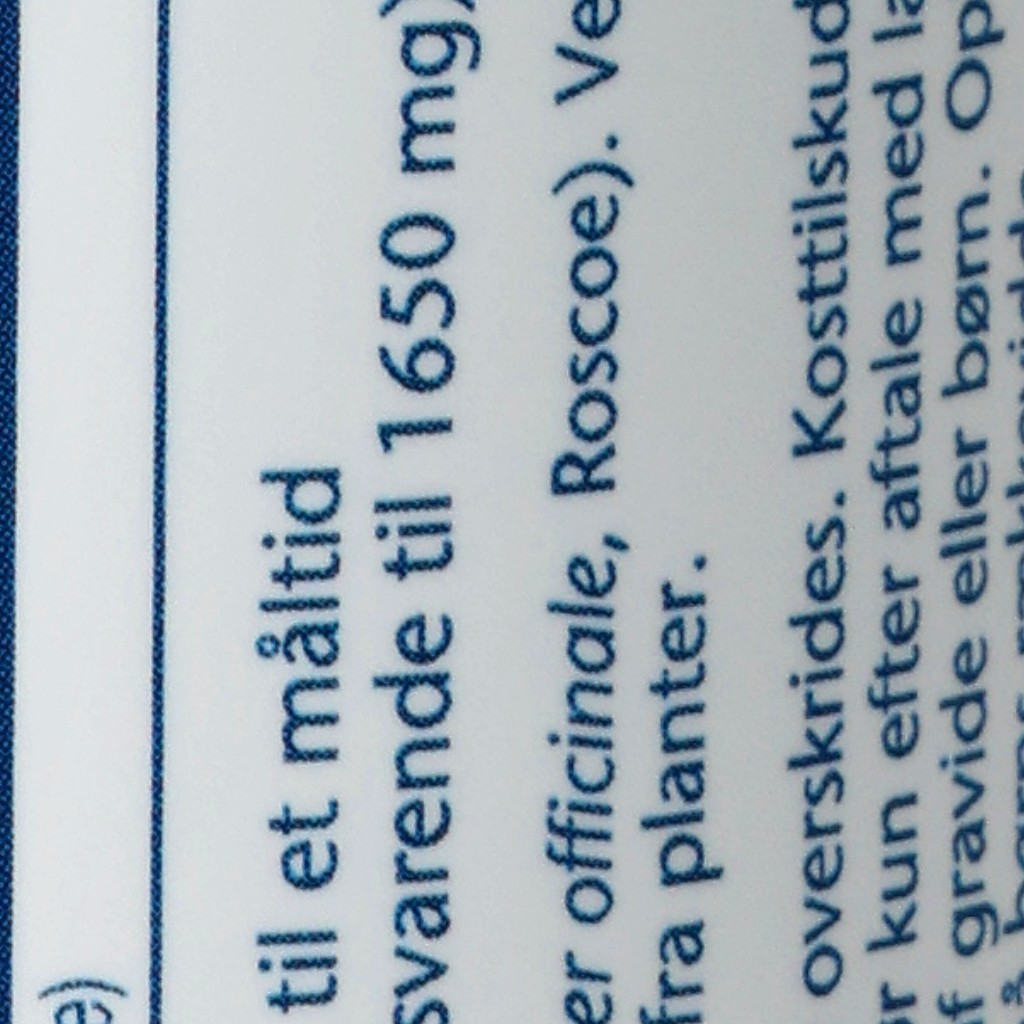 e)
til et måltid
svarende til 1650 mg)
er officinale, Roscoe). Ve
fra planter.
overskrides. Kosttilskud
r kun efter aftale med la
f gravide eller børn. Op